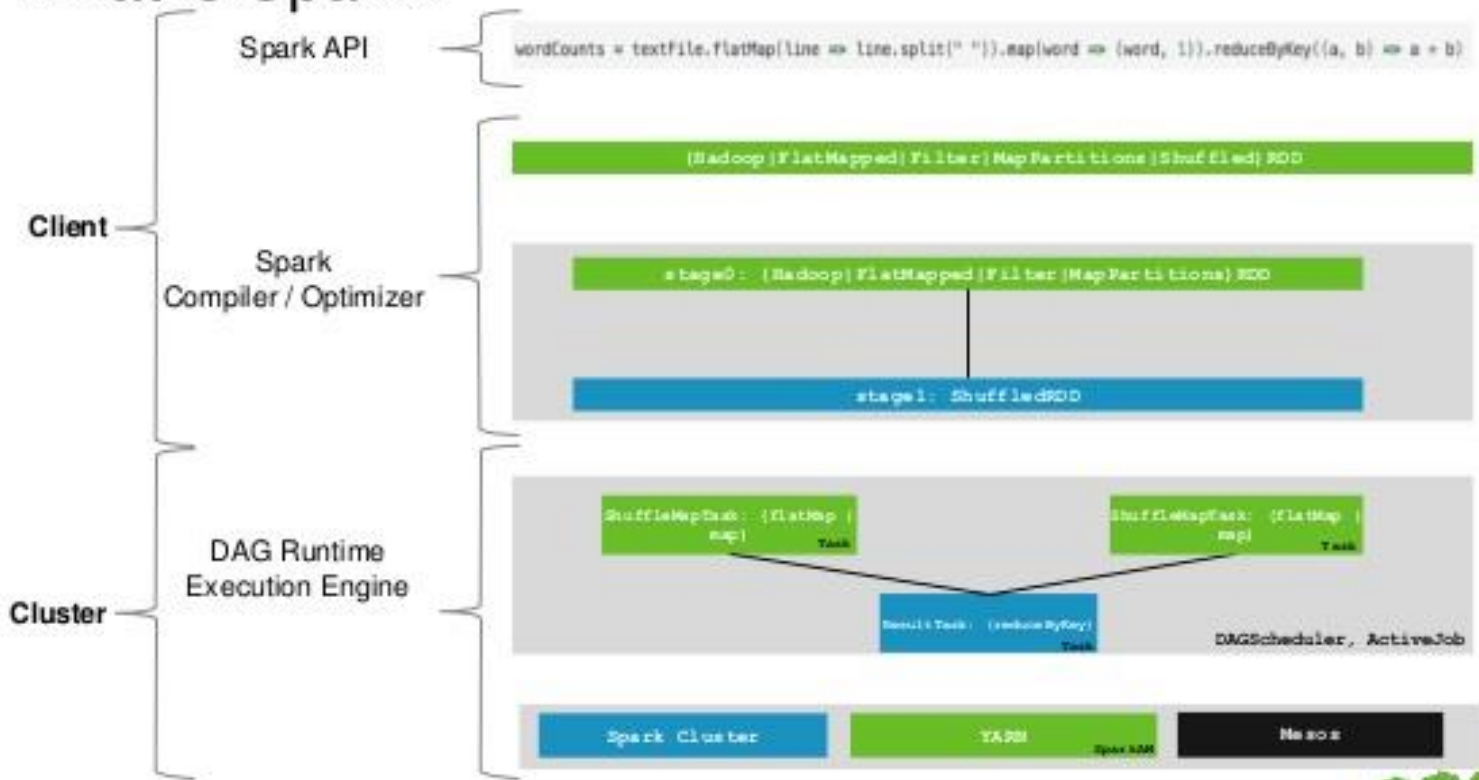 Spark API
wordCounts = textFile.flatMap(line => line.split(" ")).map(word => (word, 1)).reduceByKey((a, b) => a + b)
{Hadoop|FlatMapped|Filter|MapPartitions|Shuffled}RDD
Client
Spark
Compiler / Optimizer
stage0: {Hadoop|FlatMapped|Filter|MapPartitions}RDD
stage1: ShuffledRDD
Cluster
DAG Runtime
Execution Engine
ShuffleMapTask: {flatMap |
map}
Task
ShuffleMapTask: {flatMap |
map}
Task
ResultTask: {reduceByKey}
Task
DAGScheduler, ActiveJob
Spark Cluster
YARN
SparkAM
Mesos